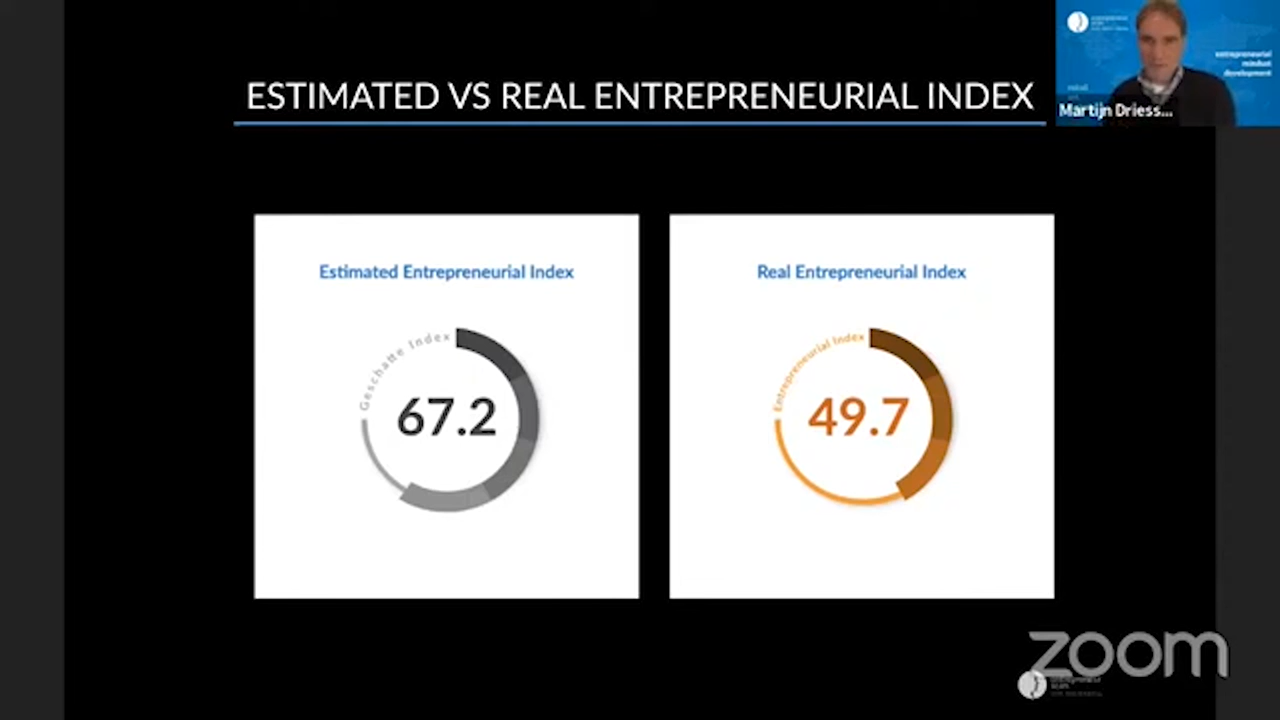 ESTIMATED VS REAL ENTREPRENEURIAL INDEX
entrepreneurial
mindset
development
Martijn Driess...
Estimated Entrepreneurial Index
Geschatte Index
67.2
Real Entrepreneurial Index
Entrepreneurial Index
49.7
zoom